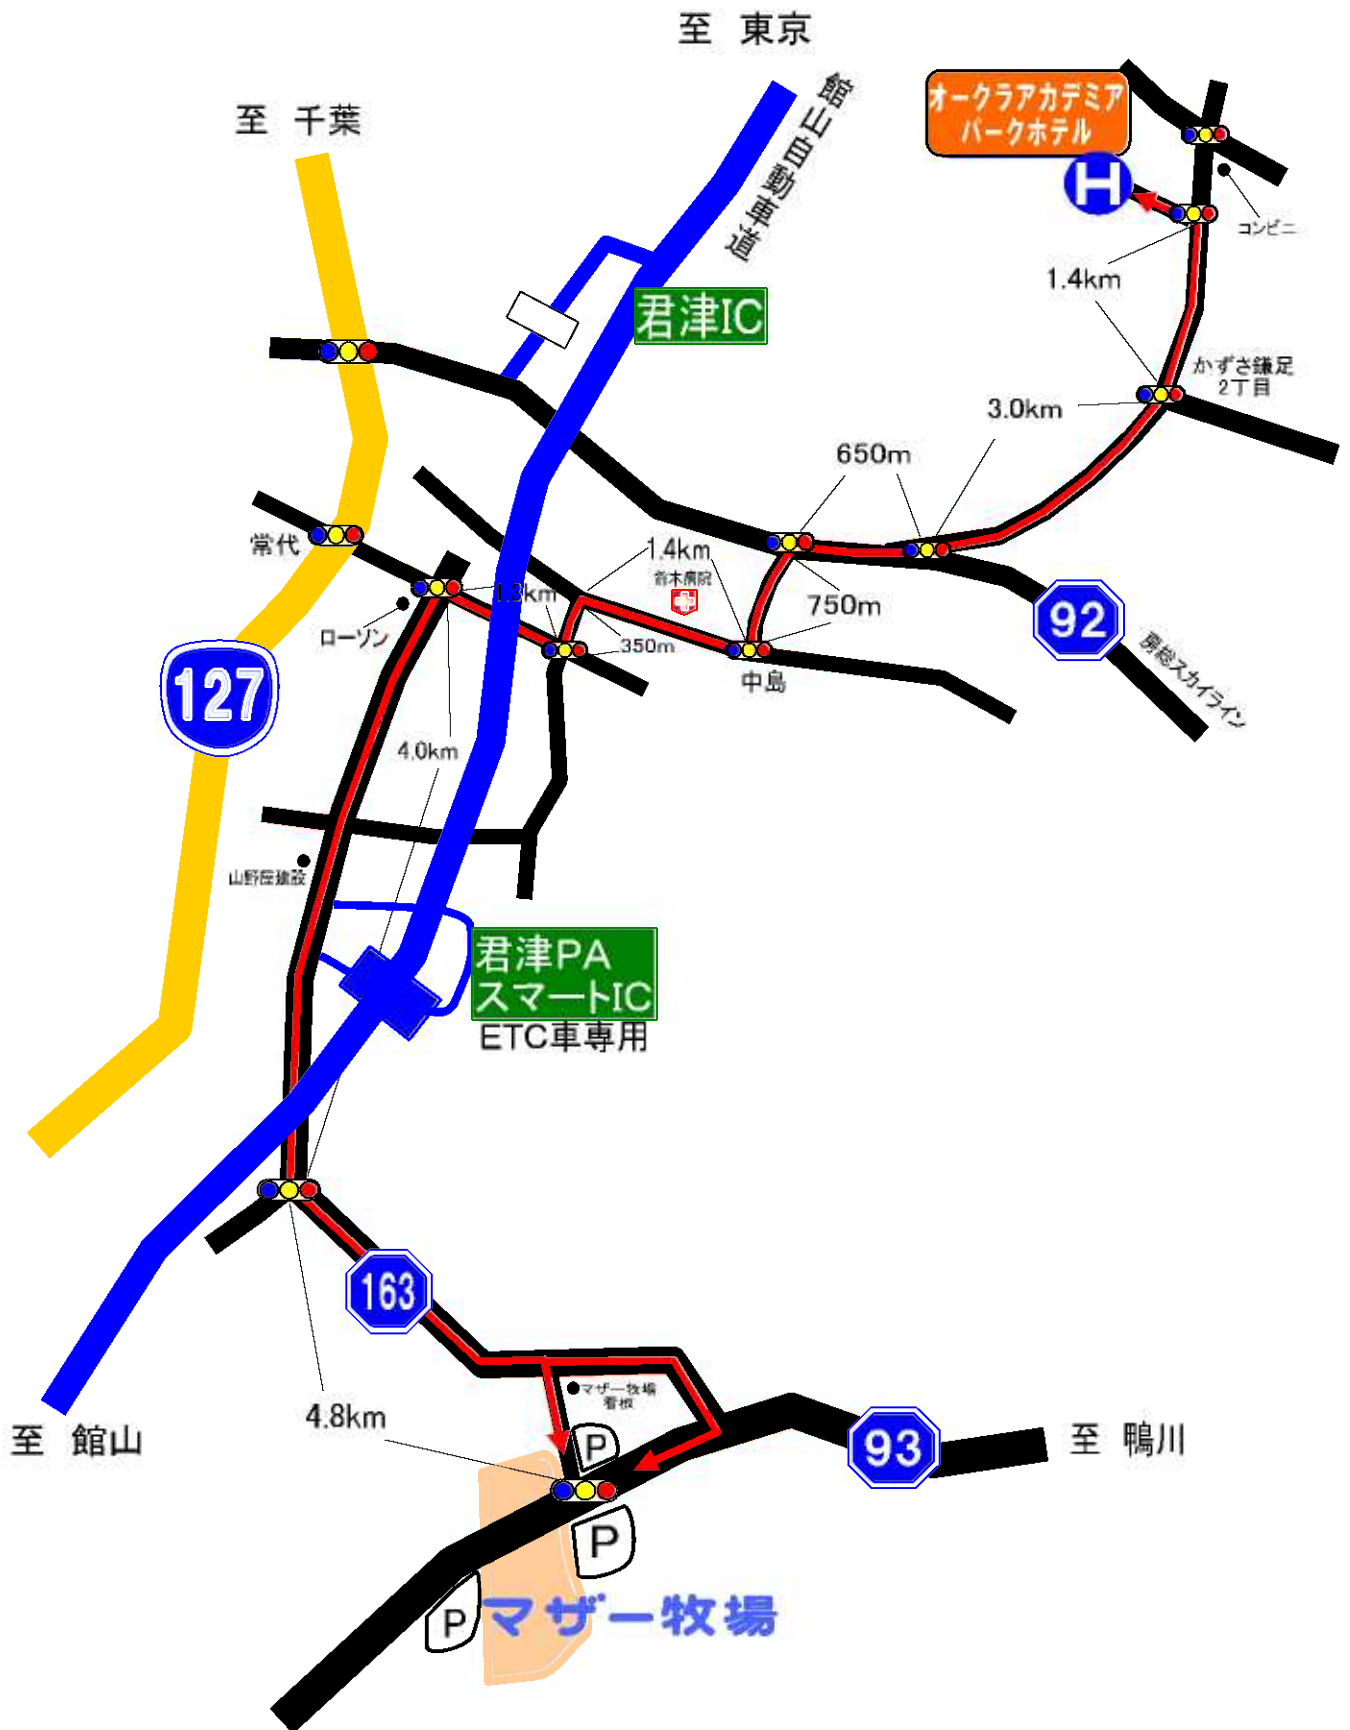 至 東京
館山自動車道
オークラアカデミア
パークホテル
至 千葉
H
コンビニ
1.4km
君津IC
かずさ鎌足
2丁目
3.0km
650m
常代
1.4km
鈴木病院
1.3km
750m
92
ローソン
350m
中島
房総スカイライン
127
4.0km
山野屋建設
君津PA
スマートIC
ETC車専用
163
マザー牧場
看板
4.8km
至 館山
P
93
至 鴨川
P
P
マザー牧場